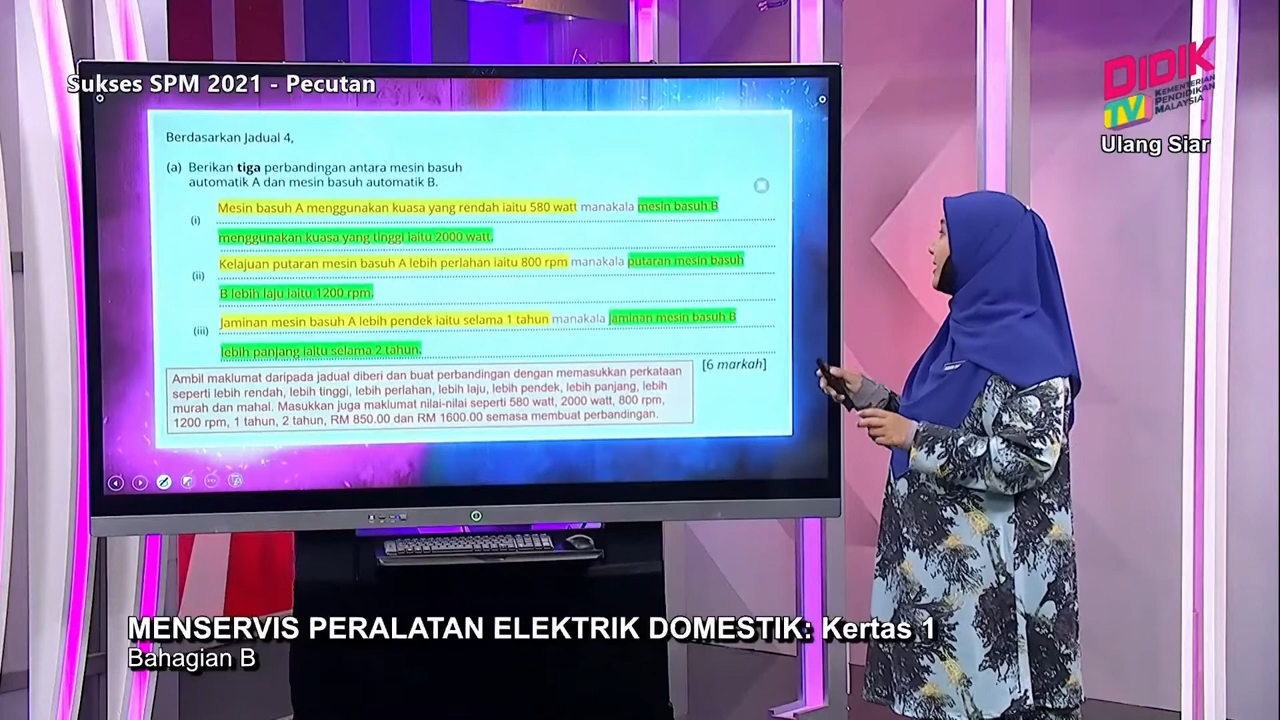 Sukses SPM 2021 - Pecutan
DIDIK
TV
KEMENTERIAN
PENDIDIKAN
MALAYSIA
Ulang Siar
Berdasarkan Jadual 4,
(a) Berikan tiga perbandingan antara mesin basuh
automatik A dan mesin basuh automatik B.
(i) Mesin basuh A menggunakan kuasa yang rendah iaitu 580 watt manakala mesin basuh B
menggunakan kuasa yang tinggi iaitu 2000 watt.
(ii) Kelajuan putaran mesin basuh A lebih perlahan iaitu 800 rpm manakala putaran mesin basuh
B lebih laju iaitu 1200 rpm.
(iii) Jaminan mesin basuh A lebih pendek iaitu selama 1 tahun manakala jaminan mesin basuh B
lebih panjang iaitu selama 2 tahun.
[6 markah]
Ambil maklumat daripada jadual diberi dan buat perbandingan dengan memasukkan perkataan
seperti lebih rendah, lebih tinggi, lebih perlahan, lebih laju, lebih pendek, lebih panjang, lebih
murah dan mahal. Masukkan juga maklumat nilai-nilai seperti 580 watt, 2000 watt, 800 rpm,
1200 rpm, 1 tahun, 2 tahun, RM 850.00 dan RM 1600.00 semasa membuat perbandingan.
MENSERVIS PERALATAN ELEKTRIK DOMESTIK: Kertas 1
Bahagian B